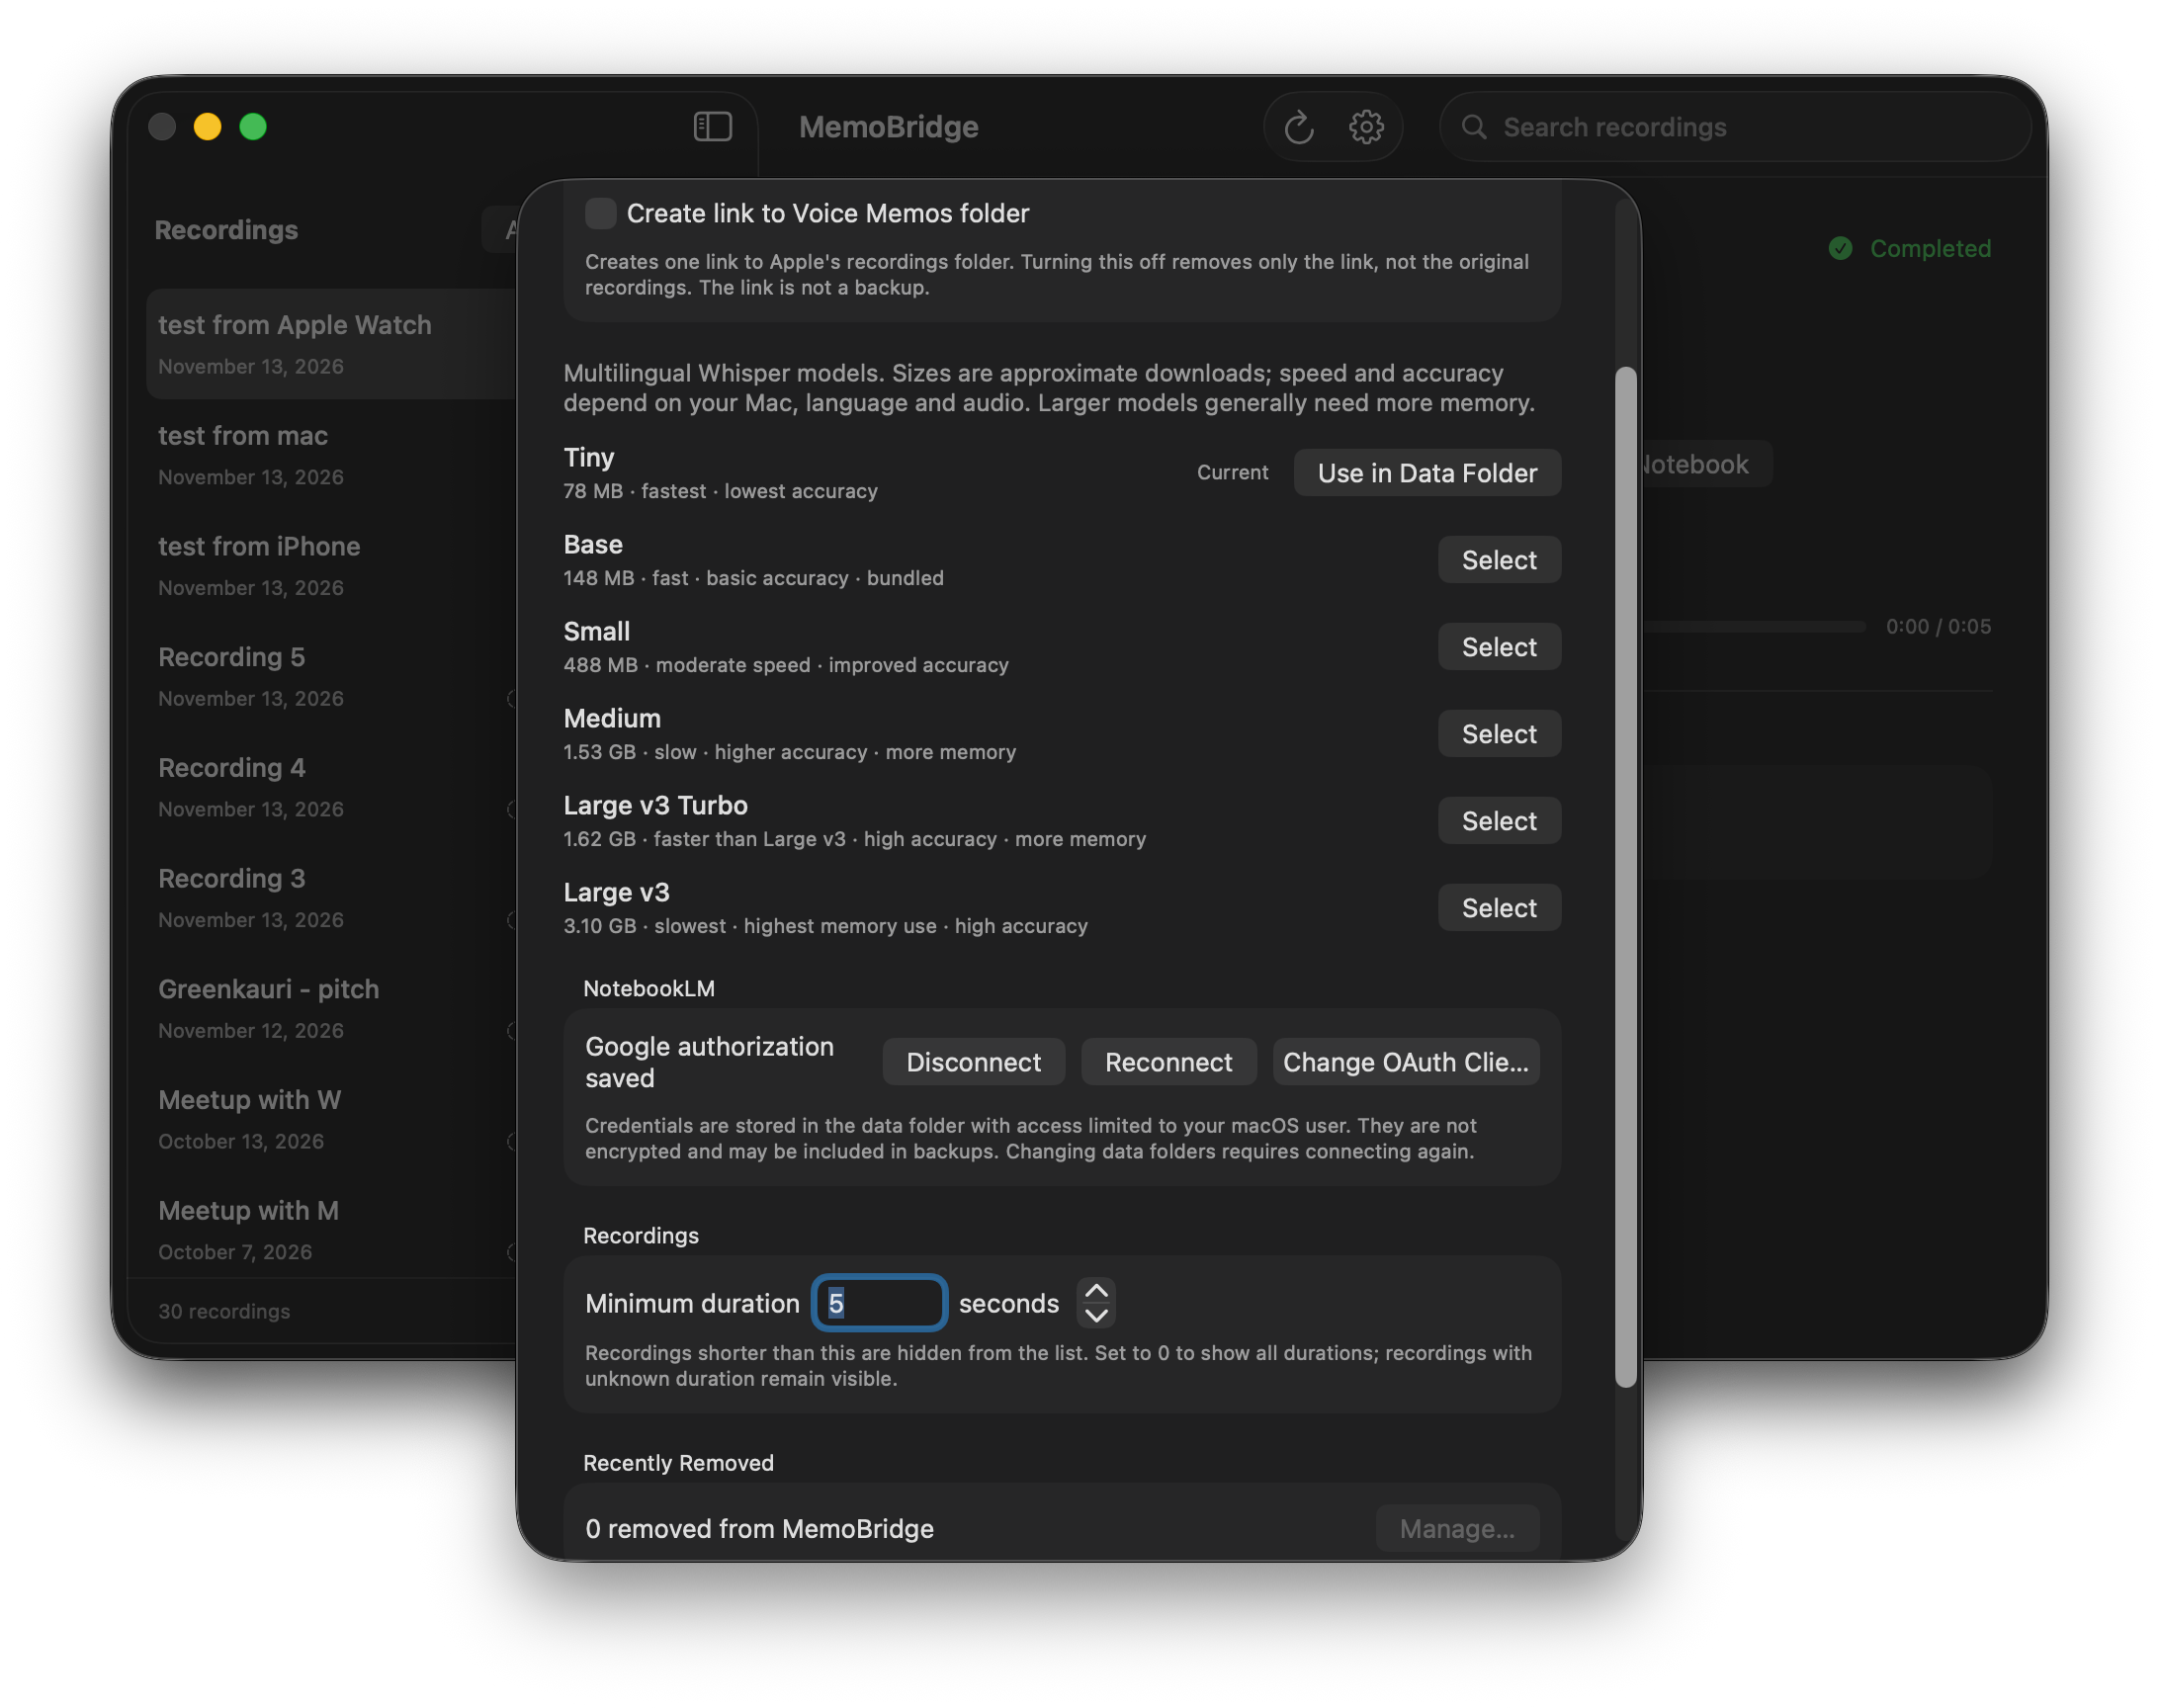 MemoBridge
Search recordings
Recordings
Completed
test from Apple Watch
November 13, 2026
test from mac
November 13, 2026
test from iPhone
November 13, 2026
Recording 5
November 13, 2026
Recording 4
November 13, 2026
Recording 3
November 13, 2026
Greenkauri - pitch
November 12, 2026
Meetup with W
October 13, 2026
Meetup with M
October 7, 2026
30 recordings
Create link to Voice Memos folder
Creates one link to Apple's recordings folder. Turning this off removes only the link, not the original
recordings. The link is not a backup.
Multilingual Whisper models. Sizes are approximate downloads; speed and accuracy
depend on your Mac, language and audio. Larger models generally need more memory.
Tiny
78 MB · fastest · lowest accuracy
Current
Use in Data Folder
Base
148 MB · fast · basic accuracy · bundled
Select
Small
488 MB · moderate speed · improved accuracy
Select
Medium
1.53 GB · slow · higher accuracy · more memory
Select
Large v3 Turbo
1.62 GB · faster than Large v3 · high accuracy · more memory
Select
Large v3
3.10 GB · slowest · highest memory use · high accuracy
Select
NotebookLM
Google authorization
saved
Disconnect
Reconnect
Change OAuth Clie...
Credentials are stored in the data folder with access limited to your macOS user. They are not
encrypted and may be included in backups. Changing data folders requires connecting again.
Recordings
Minimum duration 5 seconds
Recordings shorter than this are hidden from the list. Set to 0 to show all durations; recordings with
unknown duration remain visible.
Recently Removed
0 removed from MemoBridge
Manage...
Notebook
0:00 / 0:05